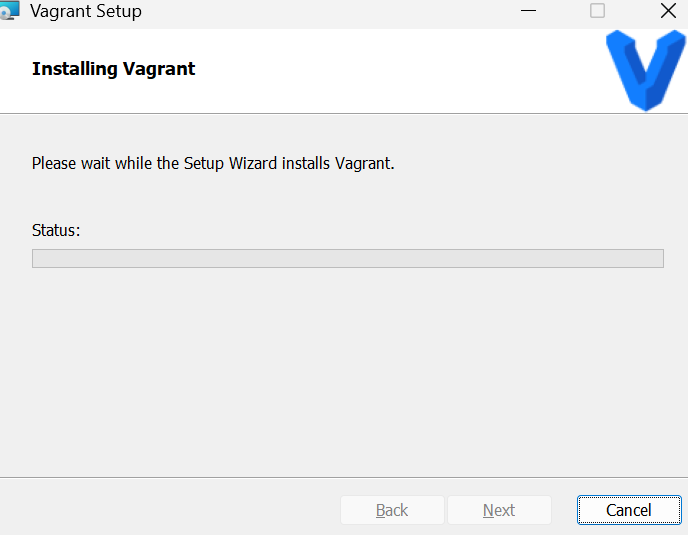 Vagrant Setup
Installing Vagrant
Please wait while the Setup Wizard installs Vagrant.
Status:
Back
Next
Cancel